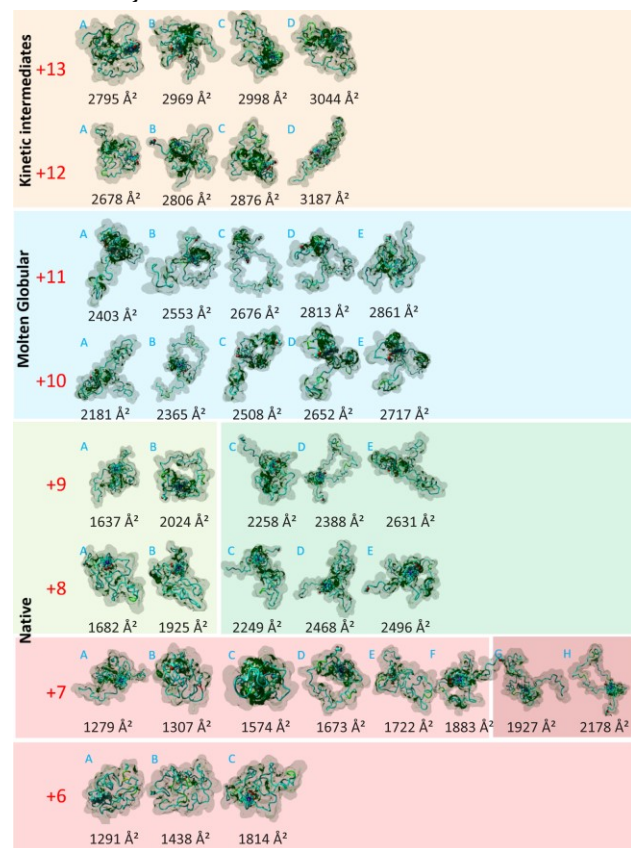 Kinetic intermediates
+13
A B C D
2795 Å² 2969 Å² 2998 Å² 3044 Å²
+12
A B C D
2678 Å² 2806 Å² 2876 Å² 3187 Å²
Molten Globular
+11
A B C D E
2403 Å² 2553 Å² 2676 Å² 2813 Å² 2861 Å²
+10
A B C D E
2181 Å² 2365 Å² 2508 Å² 2652 Å² 2717 Å²
Native
+9
A B C D E
1637 Å² 2024 Å² 2258 Å² 2388 Å² 2631 Å²
+8
A B C D E
1682 Å² 1925 Å² 2249 Å² 2468 Å² 2496 Å²
+7
A B C D E F G H
1279 Å² 1307 Å² 1574 Å² 1673 Å² 1722 Å² 1883 Å² 1927 Å² 2178 Å²
+6
A B C
1291 Å² 1438 Å² 1814 Å²